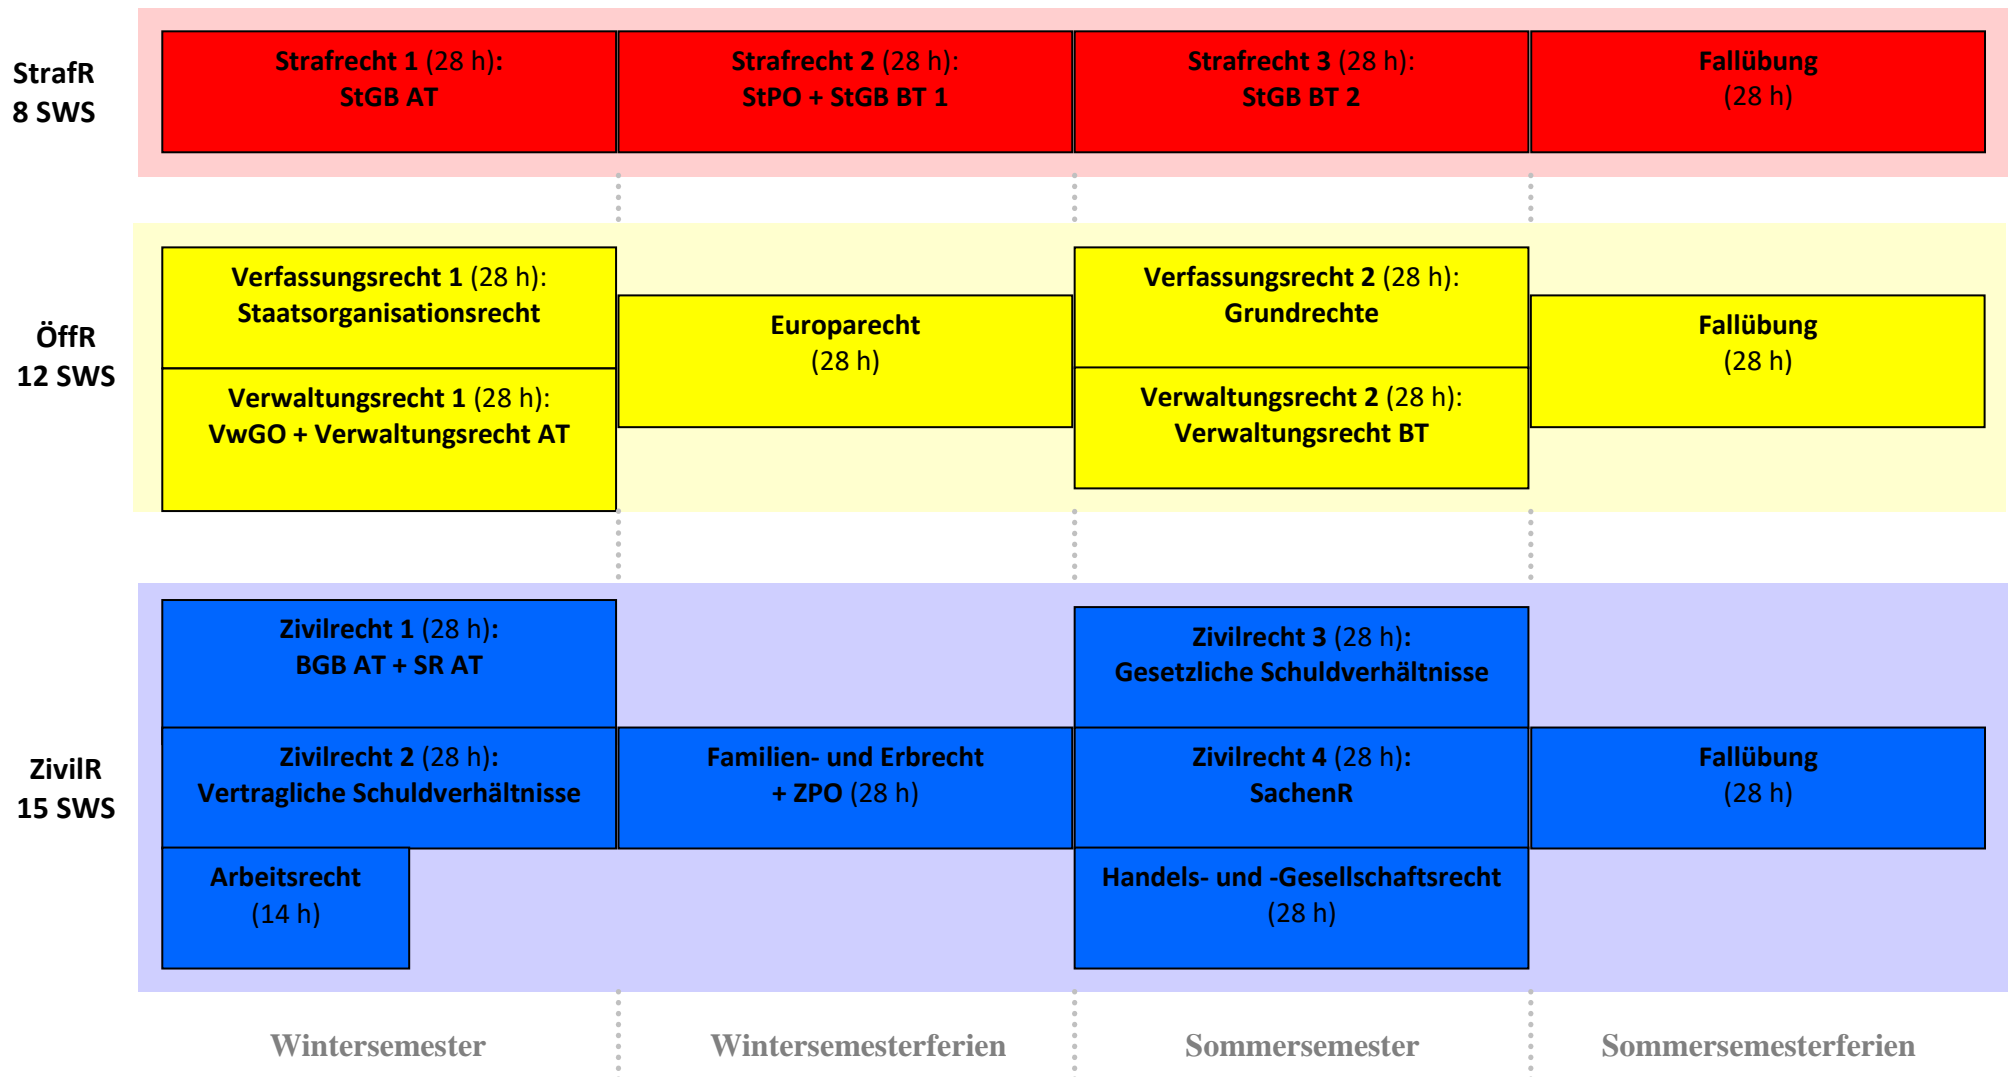 StrafR
8 SWS
Strafrecht 1 (28 h):
StGB AT
Strafrecht 2 (28 h):
StPO + StGB BT 1
Strafrecht 3 (28 h):
StGB BT 2
Fallübung
(28 h)
ÖffR
12 SWS
Verfassungsrecht 1 (28 h):
Staatsorganisationsrecht
Verwaltungsrecht 1 (28 h):
VwGO + Verwaltungsrecht AT
Europarecht
(28 h)
Verfassungsrecht 2 (28 h):
Grundrechte
Verwaltungsrecht 2 (28 h):
Verwaltungsrecht BT
Fallübung
(28 h)
ZivilR
15 SWS
Zivilrecht 1 (28 h):
BGB AT + SR AT
Zivilrecht 2 (28 h):
Vertragliche Schuldverhältnisse
Arbeitsrecht
(14 h)
Familien- und Erbrecht
+ ZPO (28 h)
Zivilrecht 3 (28 h):
Gesetzliche Schuldverhältnisse
Zivilrecht 4 (28 h):
SachenR
Handels- und -Gesellschaftsrecht
(28 h)
Fallübung
(28 h)
Wintersemester
Wintersemesterferien
Sommersemester
Sommersemesterferien